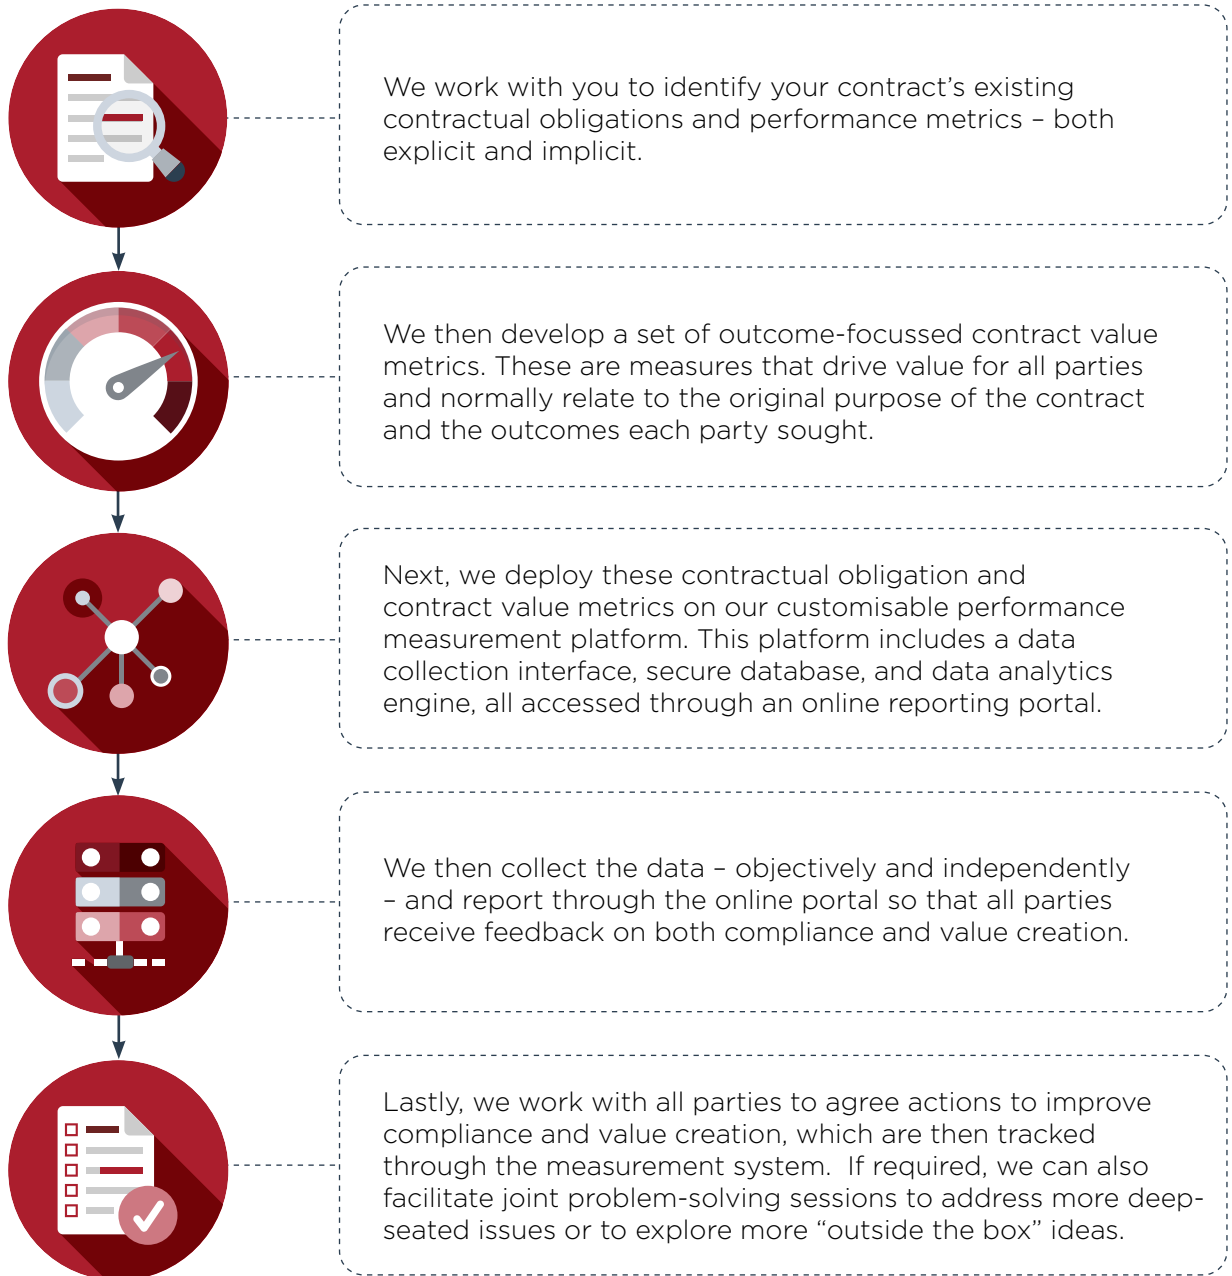 We work with you to identify your contract’s existing
contractual obligations and performance metrics – both
explicit and implicit.
We then develop a set of outcome-focussed contract value
metrics. These are measures that drive value for all parties
and normally relate to the original purpose of the contract
and the outcomes each party sought.
Next, we deploy these contractual obligation and
contract value metrics on our customisable performance
measurement platform. This platform includes a data
collection interface, secure database, and data analytics
engine, all accessed through an online reporting portal.
We then collect the data – objectively and independently
– and report through the online portal so that all parties
receive feedback on both compliance and value creation.
Lastly, we work with all parties to agree actions to improve
compliance and value creation, which are then tracked
through the measurement system.  If required, we can also
facilitate joint problem-solving sessions to address more deep-
seated issues or to explore more “outside the box” ideas.